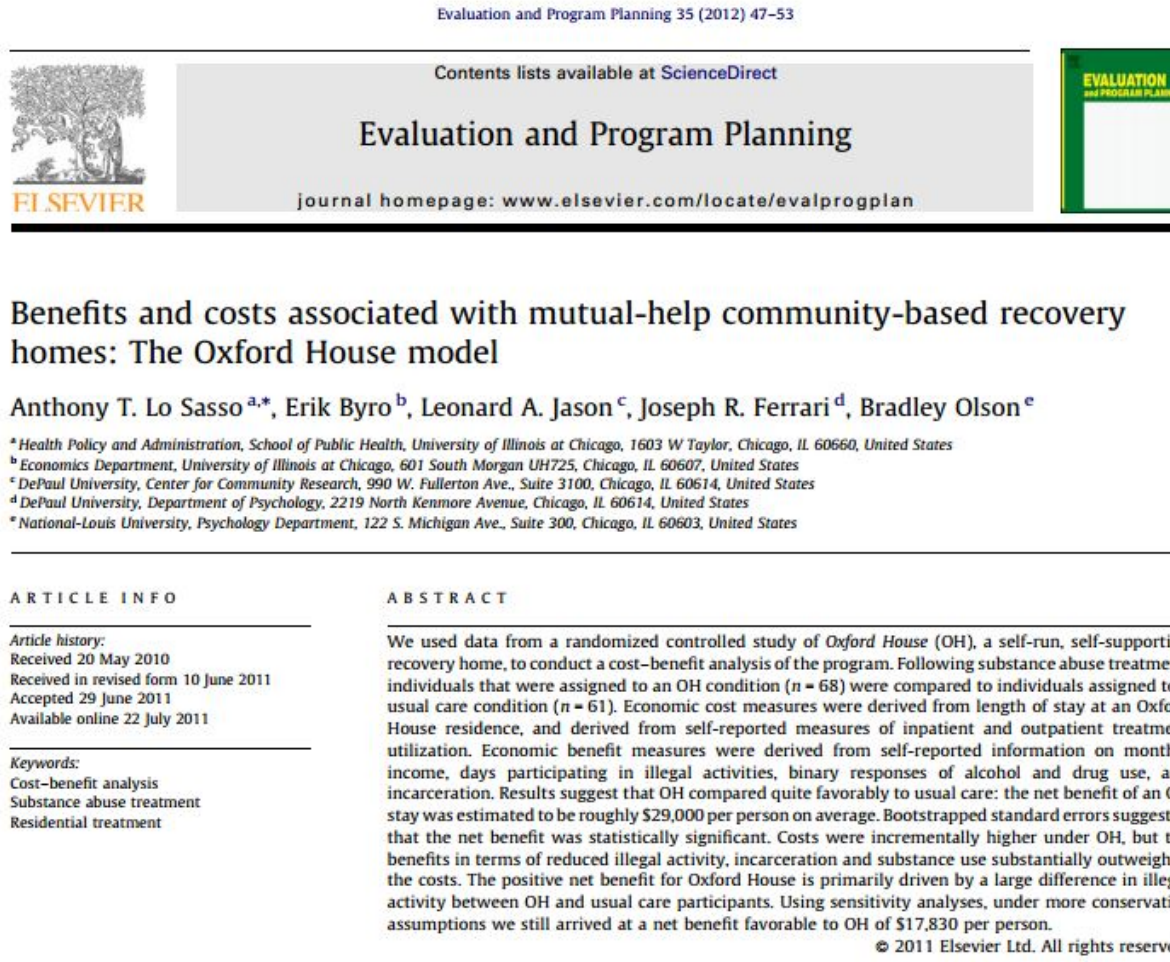 Evaluation and Program Planning 35 (2012) 47–53
Contents lists available at ScienceDirect
Evaluation and Program Planning
journal homepage: www.elsevier.com/locate/evalprogplan
ELSEVIER
EVALUATION
and PROGRAM
Benefits and costs associated with mutual-help community-based recovery
homes: The Oxford House model
Anthony T. Lo Sasso a,*, Erik Byro b, Leonard A. Jason c, Joseph R. Ferrari d, Bradley Olson e
a Health Policy and Administration, School of Public Health, University of Illinois at Chicago, 1603 W Taylor, Chicago, IL 60660, United States
b Economics Department, University of Illinois at Chicago, 601 South Morgan UH725, Chicago, IL 60607, United States
c DePaul University, Center for Community Research, 990 W. Fullerton Ave., Suite 3100, Chicago, IL 60614, United States
d DePaul University, Department of Psychology, 2219 North Kenmore Avenue, Chicago, IL 60614, United States
e National-Louis University, Psychology Department, 122 S. Michigan Ave., Suite 300, Chicago, IL 60603, United States
ARTICLE INFO
Article history:
Received 20 May 2010
Received in revised form 10 June 2011
Accepted 29 June 2011
Available online 22 July 2011
Keywords:
Cost–benefit analysis
Substance abuse treatment
Residential treatment
ABSTRACT
We used data from a randomized controlled study of Oxford House (OH), a self-run, self-supporti
recovery home, to conduct a cost–benefit analysis of the program. Following substance abuse treatme
individuals that were assigned to an OH condition (n = 68) were compared to individuals assigned to
usual care condition (n = 61). Economic cost measures were derived from length of stay at an Oxfo
House residence, and derived from self-reported measures of inpatient and outpatient treatme
utilization. Economic benefit measures were derived from self-reported information on month
income, days participating in illegal activities, binary responses of alcohol and drug use, a
incarceration. Results suggest that OH compared quite favorably to usual care: the net benefit of an O
stay was estimated to be roughly $29,000 per person on average. Bootstrapped standard errors suggest
that the net benefit was statistically significant. Costs were incrementally higher under OH, but t
benefits in terms of reduced illegal activity, incarceration and substance use substantially outweigh
the costs. The positive net benefit for Oxford House is primarily driven by a large difference in illeg
activity between OH and usual care participants. Using sensitivity analyses, under more conservati
assumptions we still arrived at a net benefit favorable to OH of $17,830 per person.
© 2011 Elsevier Ltd. All rights reserve